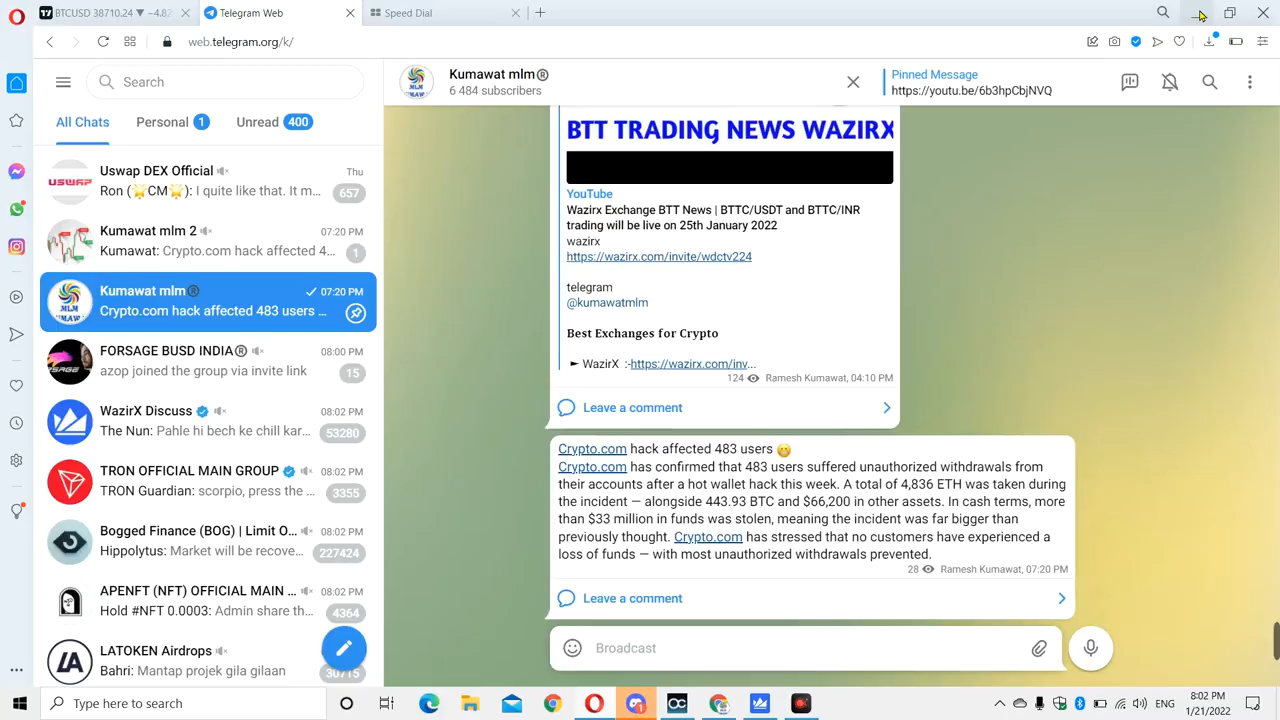 BTCUSD 38710.24 ▼ −4.82
Telegram Web
Speed Dial
web.telegram.org/k/
Search
Kumawat mlm®
6 484 subscribers
Pinned Message
https://youtu.be/6b3hpCbjNVQ
All Chats
Personal 1
Unread 400
Uswap DEX Official
Thu
Ron (🌟CM🌟): I quite like that. It m...
657
Kumawat mlm 2
07:20 PM
Kumawat: Crypto.com hack affected 4...
1
Kumawat mlm®
07:20 PM
Crypto.com hack affected 483 users ...
FORSAGE BUSD INDIA®
08:00 PM
azop joined the group via invite link
15
WazirX Discuss
08:02 PM
The Nun: Pahle hi bech ke chill kar...
53280
TRON OFFICIAL MAIN GROUP
08:02 PM
TRON Guardian: scorpio, press the ...
3355
Bogged Finance (BOG) | Limit O...
08:02 PM
Hippolytus: Market will be recove...
227424
APENFT (NFT) OFFICIAL MAIN ...
08:02 PM
Hold #NFT 0.0003: Admin share th...
4364
LATOKEN Airdrops
08:02 PM
Bahri: Mantap projek gila gilaan
30715
BTT TRADING NEWS WAZIRX
YouTube
Wazirx Exchange BTT News | BTTC/USDT and BTTC/INR
trading will be live on 25th January 2022
wazirx
https://wazirx.com/invite/wdctv224
telegram
@kumawatmlm
Best Exchanges for Crypto
► WazirX :-https://wazirx.com/inv...
124 Ramesh Kumawat, 04:10 PM
Leave a comment
Crypto.com hack affected 483 users 🤭
Crypto.com has confirmed that 483 users suffered unauthorized withdrawals from
their accounts after a hot wallet hack this week. A total of 4,836 ETH was taken during
the incident — alongside 443.93 BTC and $66,200 in other assets. In cash terms, more
than $33 million in funds was stolen, meaning the incident was far bigger than
previously thought. Crypto.com has stressed that no customers have experienced a
loss of funds — with most unauthorized withdrawals prevented.
28 Ramesh Kumawat, 07:20 PM
Leave a comment
Broadcast
Type here to search
ENG
8:02 PM
1/21/2022